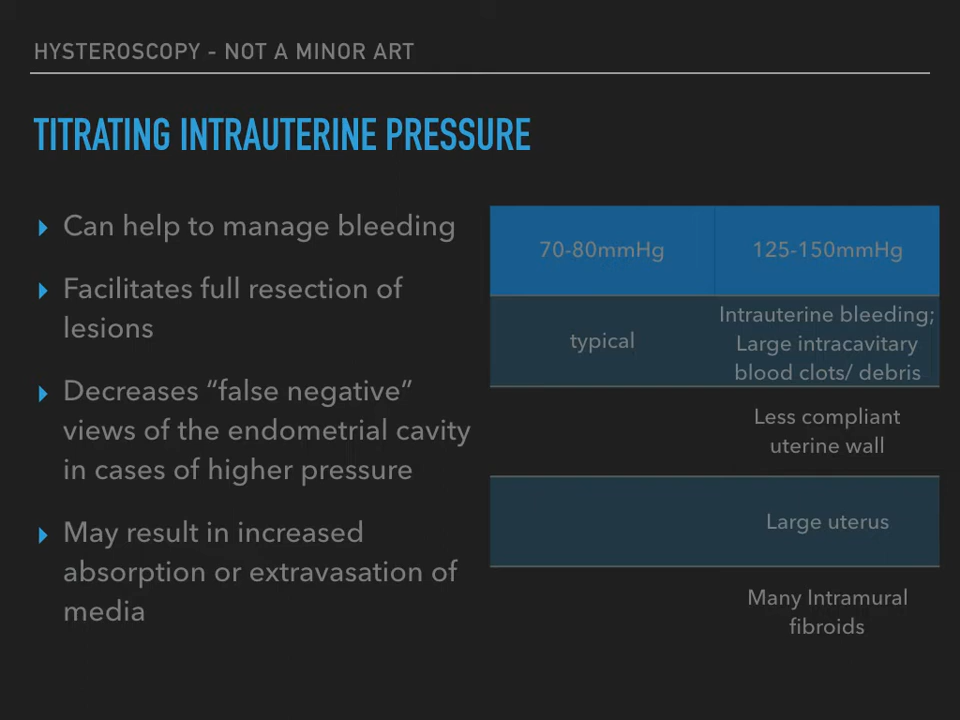 HYSTEROSCOPY - NOT A MINOR ART
TITRATING INTRAUTERINE PRESSURE
Can help to manage bleeding
Facilitates full resection of
lesions
Decreases “false negative”
views of the endometrial cavity
in cases of higher pressure
May result in increased
absorption or extravasation of
media
70-80mmHg
125-150mmHg
typical
Intrauterine bleeding;
Large intracavitary
blood clots/ debris
Less compliant
uterine wall
Large uterus
Many Intramural
fibroids